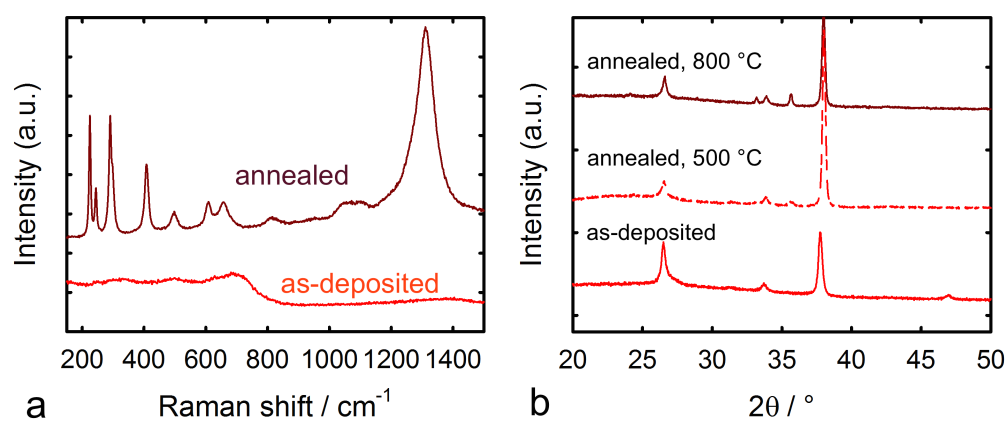 Intensity (a.u.)
annealed
as-deposited
200 400 600 800 1000 1200 1400
Raman shift / cm⁻¹
a
Intensity (a.u.)
annealed, 800 °C
annealed, 500 °C
as-deposited
20 25 30 35 40 45 50
2θ / °
b